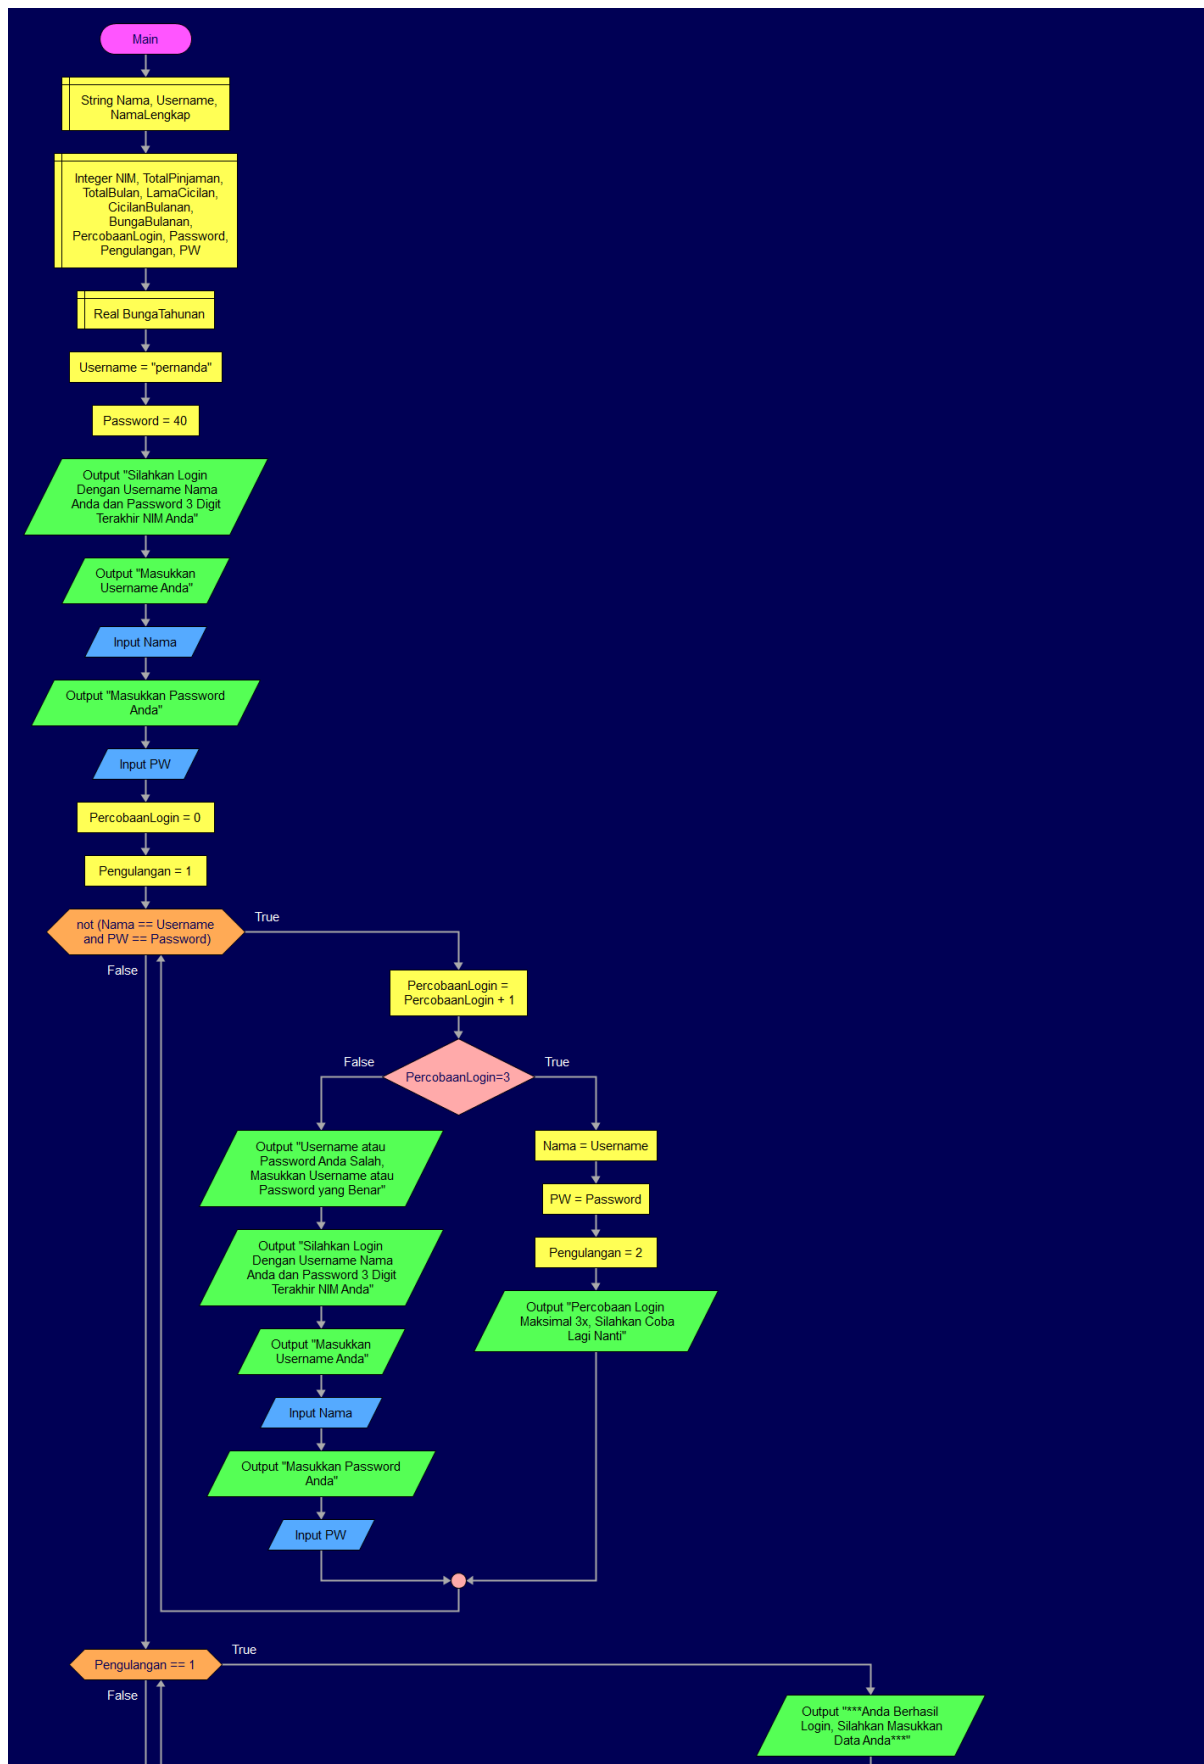 Main
String Nama, Username,
NamaLengkap
Integer NIM, TotalPinjaman,
TotalBulan, LamaCicilan,
CicilanBulanan,
BungaBulanan,
PercobaanLogin, Password,
Pengulangan, PW
Real BungaTahunan
Username = "pernanda"
Password = 40
Output "Silahkan Login
Dengan Username Nama
Anda dan Password 3 Digit
Terakhir NIM Anda"
Output "Masukkan
Username Anda"
Input Nama
Output "Masukkan Password
Anda"
Input PW
PercobaanLogin = 0
Pengulangan = 1
not (Nama == Username
and PW == Password)
True
False
PercobaanLogin =
PercobaanLogin + 1
False
True
PercobaanLogin=3
Output "Username atau
Password Anda Salah,
Masukkan Username atau
Password yang Benar"
Output "Silahkan Login
Dengan Username Nama
Anda dan Password 3 Digit
Terakhir NIM Anda"
Output "Masukkan
Username Anda"
Input Nama
Output "Masukkan Password
Anda"
Input PW
Nama = Username
PW = Password
Pengulangan = 2
Output "Percobaan Login
Maksimal 3x, Silahkan Coba
Lagi Nanti"
Pengulangan == 1
True
False
Output "***Anda Berhasil
Login, Silahkan Masukkan
Data Anda***"